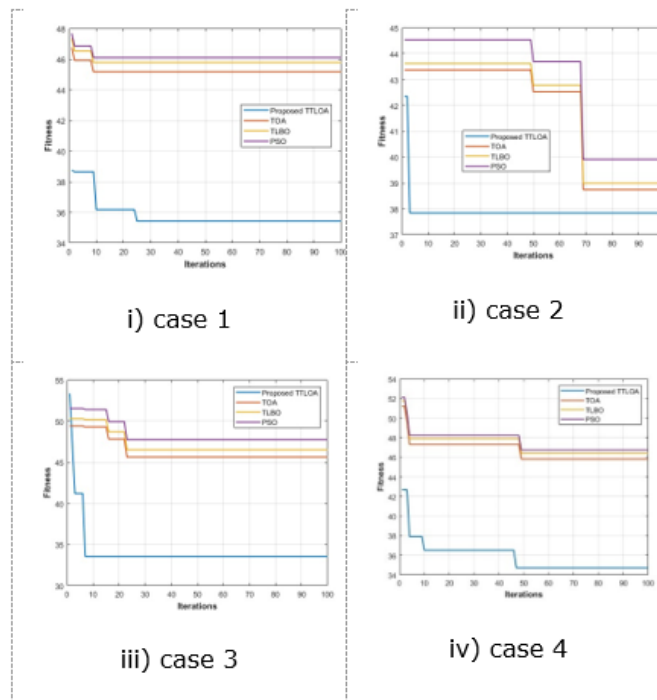 48
46
44
42
40
38
36
34
Fitness
Proposed TTLOA
TOA
TLBO
PSO
0 10 20 30 40 50 60 70 80 90 100
Iterations
i) case 1
45
44
43
42
41
40
39
38
37
Fitness
Proposed TTLOA
TOA
TLBO
PSO
0 10 20 30 40 50 60 70 80 90 100
Iterations
ii) case 2
55
50
45
40
35
30
Fitness
Proposed TTLOA
TOA
TLBO
PSO
0 10 20 30 40 50 60 70 80 90 100
Iterations
iii) case 3
54
52
50
48
46
44
42
40
38
36
34
Fitness
Proposed TTLOA
TOA
TLBO
PSO
0 10 20 30 40 50 60 70 80 90 100
Iterations
iv) case 4